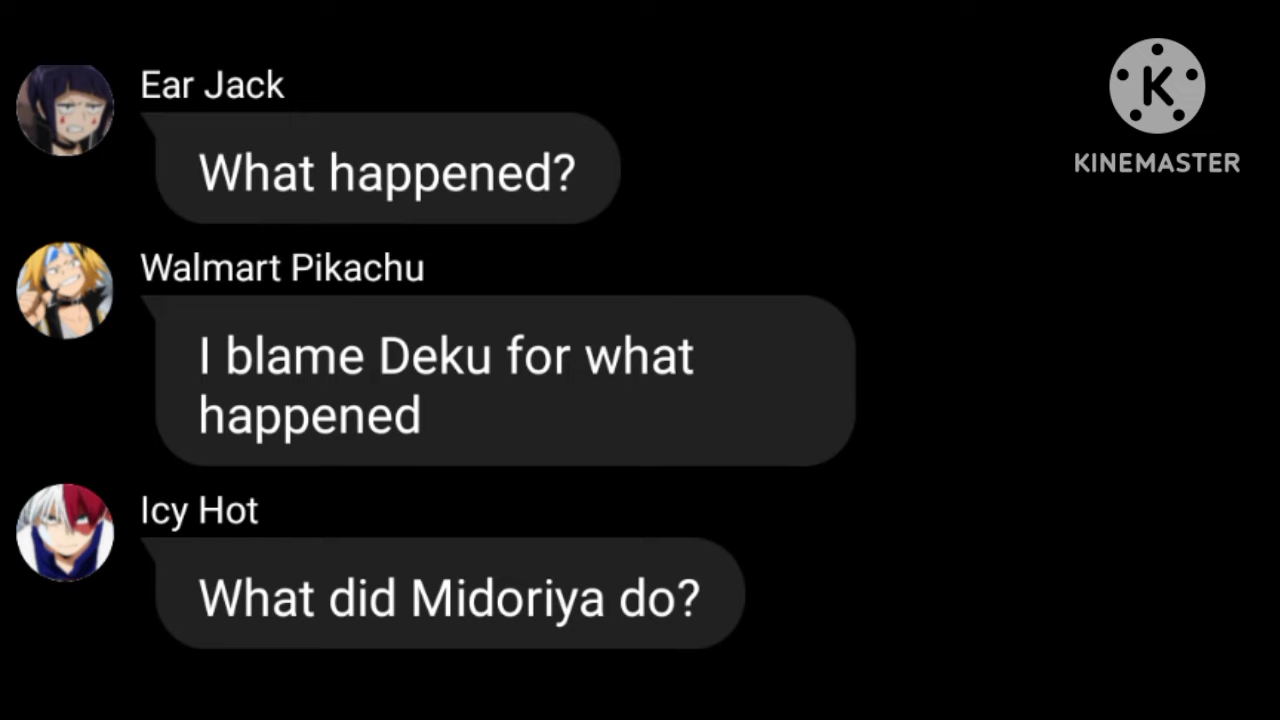 Ear Jack
What happened?
Walmart Pikachu
I blame Deku for what
happened
Icy Hot
What did Midoriya do?
K
KINEMASTER